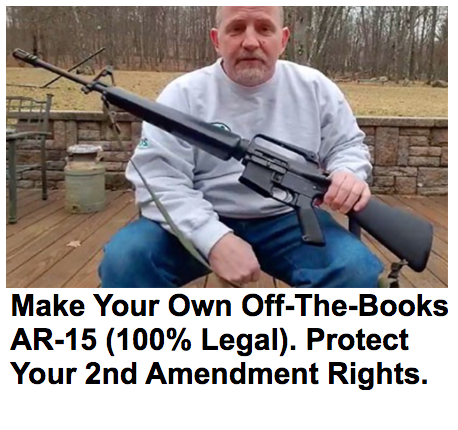 Make Your Own Off-The-Books
AR-15 (100% Legal). Protect
Your 2nd Amendment Rights.